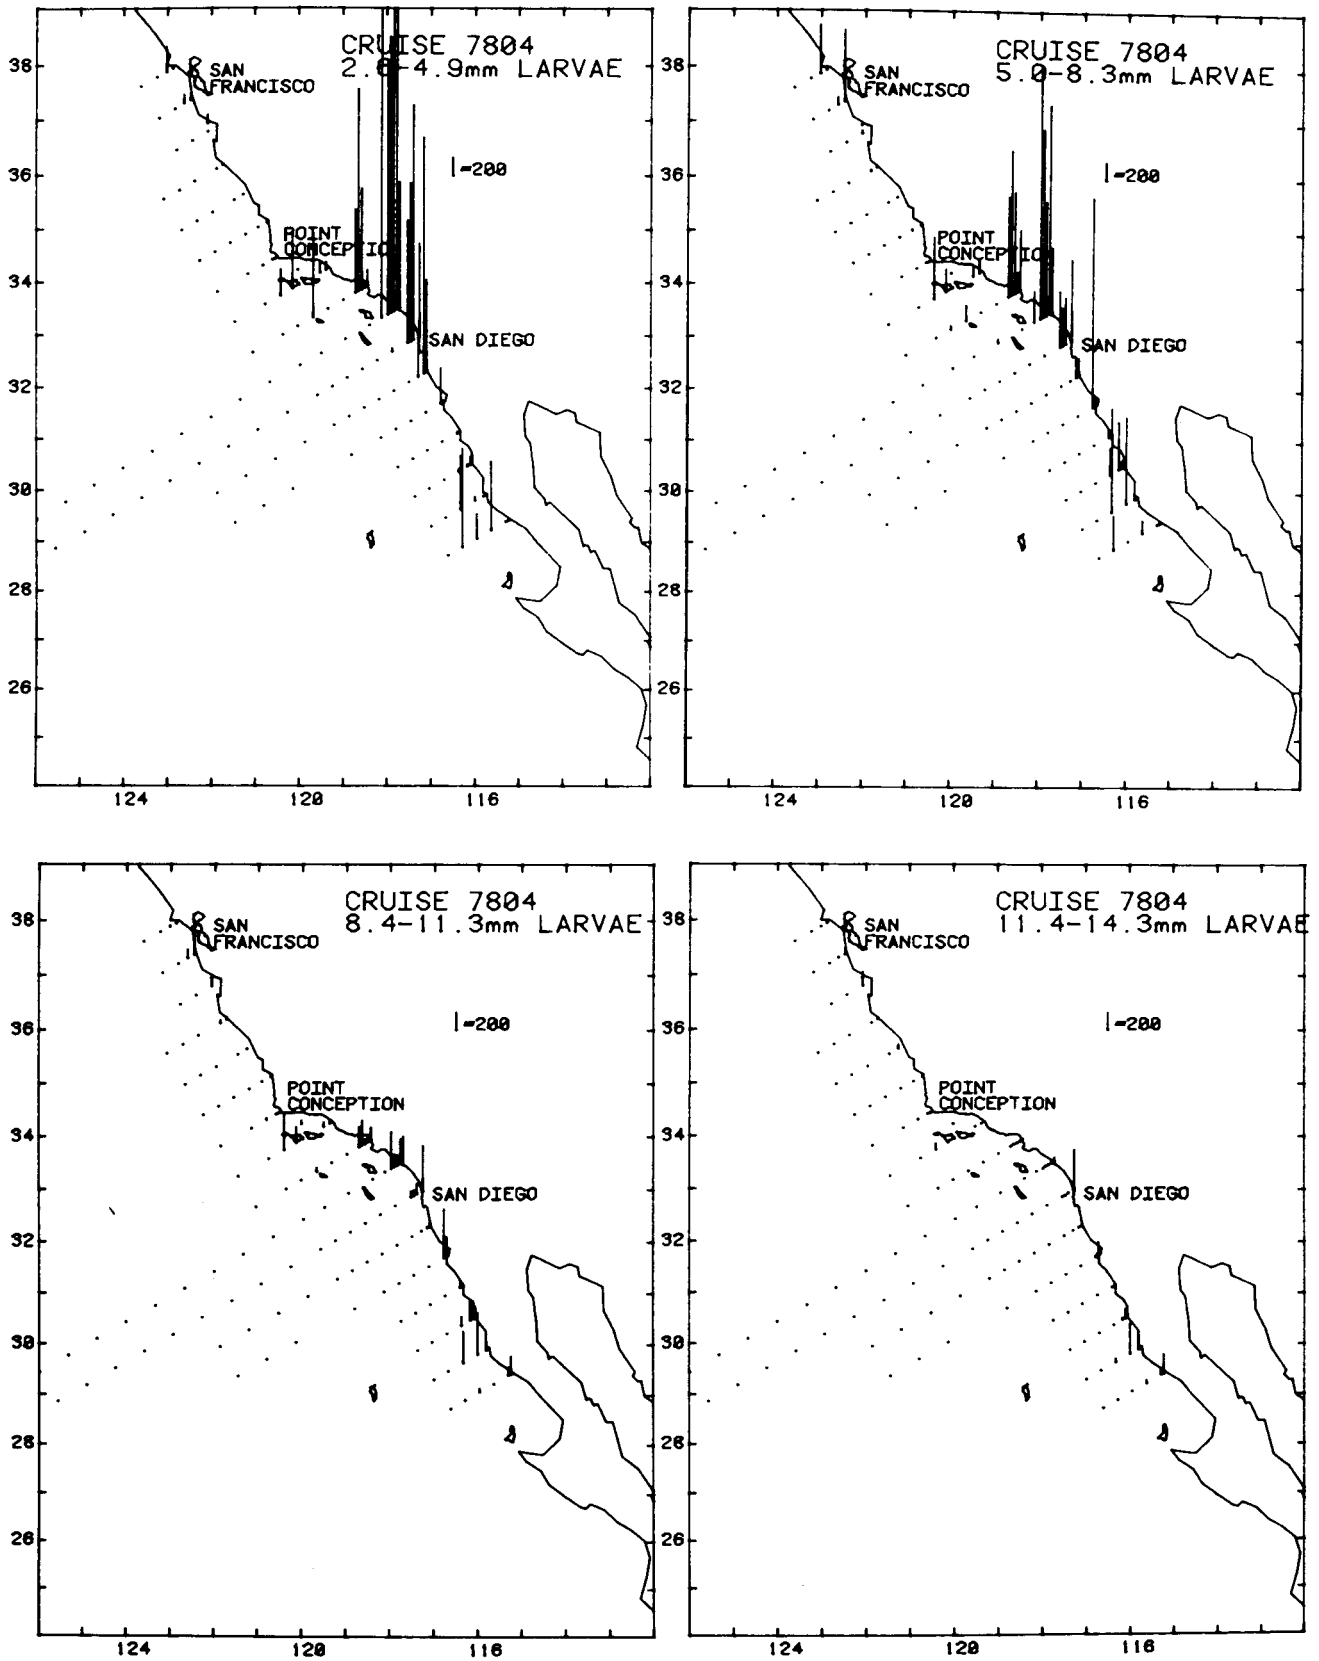 CRUISE 7804
2.6-4.9mm LARVAE
38
SAN
FRANCISCO
36
|=200
POINT
CONCEPTION
34
SAN DIEGO
32
30
28
26
124 120 116
CRUISE 7804
5.0-8.3mm LARVAE
38
SAN
FRANCISCO
36
|=200
POINT
CONCEPTION
34
SAN DIEGO
32
30
28
26
124 120 116
CRUISE 7804
8.4-11.3mm LARVAE
38
SAN
FRANCISCO
36
|=200
POINT
CONCEPTION
34
SAN DIEGO
32
30
28
26
124 120 116
CRUISE 7804
11.4-14.3mm LARVAE
38
SAN
FRANCISCO
36
|=200
POINT
CONCEPTION
34
SAN DIEGO
32
30
28
26
124 120 116